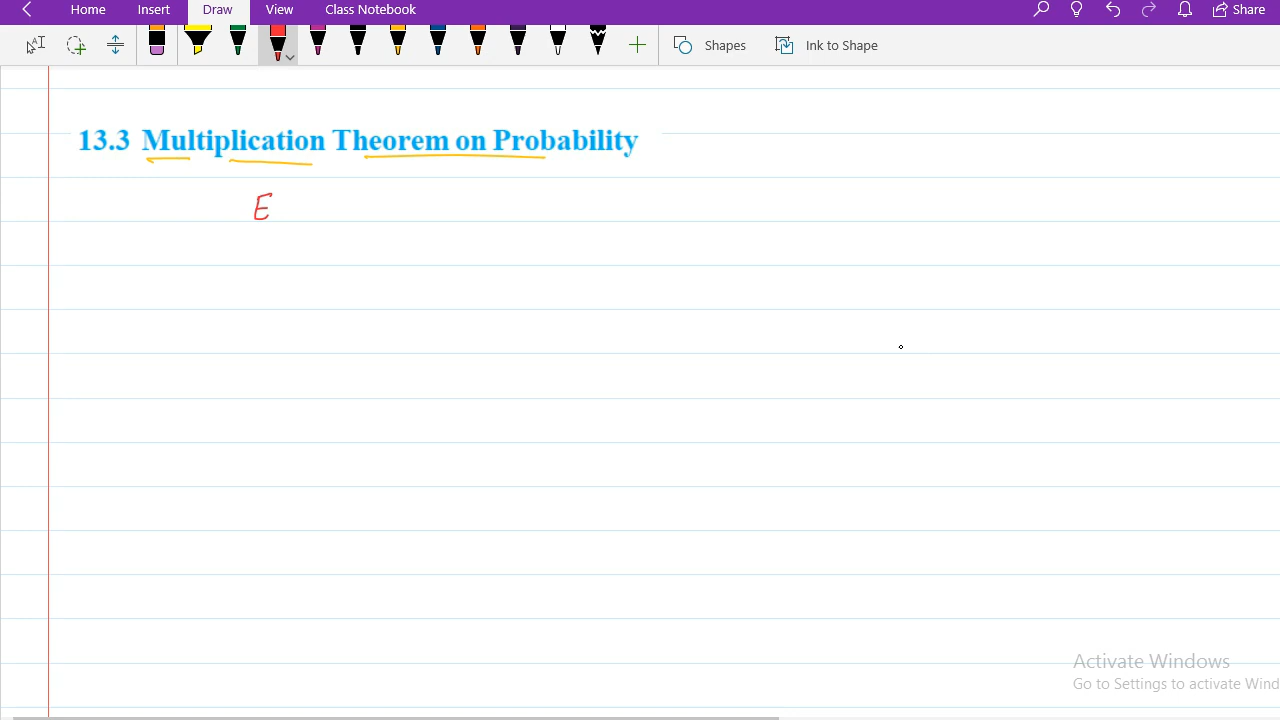 Home Insert Draw View Class Notebook Share
Shapes Ink to Shape
13.3 Multiplication Theorem on Probability
E
Activate Windows
Go to Settings to activate Wind